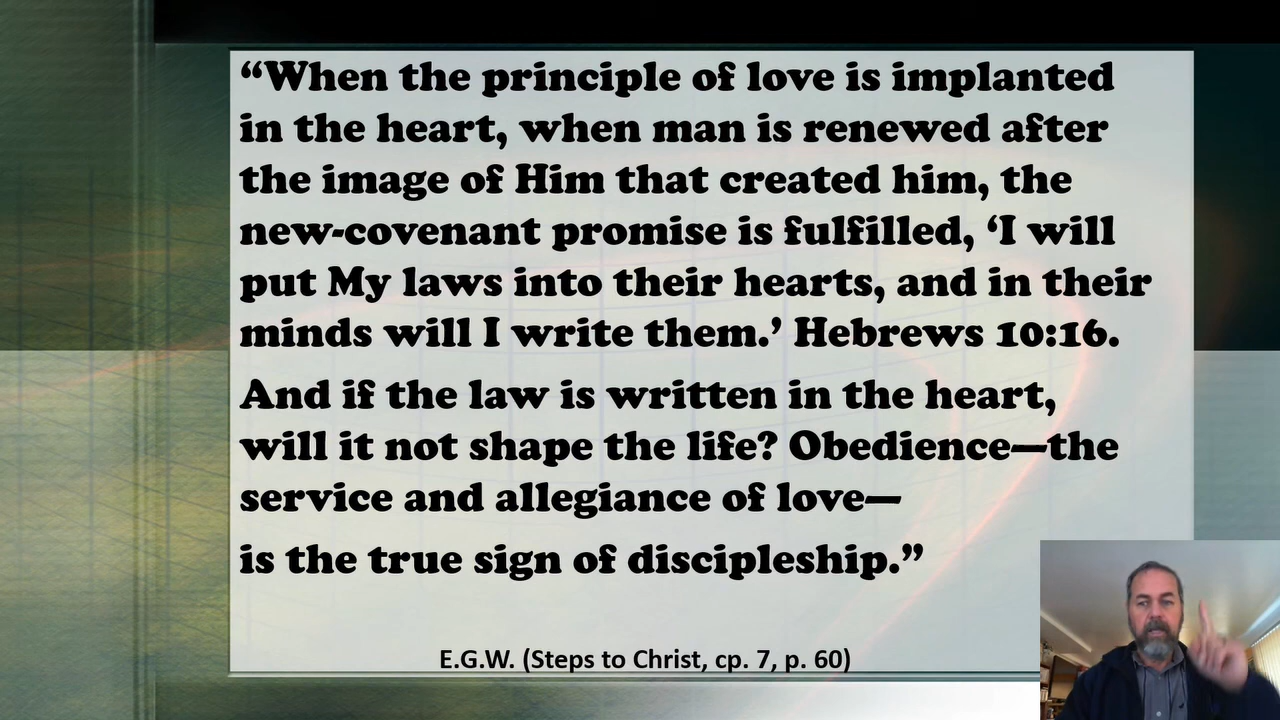 “When the principle of love is implanted
in the heart, when man is renewed after
the image of Him that created him, the
new-covenant promise is fulfilled, ‘I will
put My laws into their hearts, and in their
minds will I write them.’ Hebrews 10:16.
And if the law is written in the heart,
will it not shape the life? Obedience—the
service and allegiance of love—
is the true sign of discipleship.”
E.G.W. (Steps to Christ, cp. 7, p. 60)